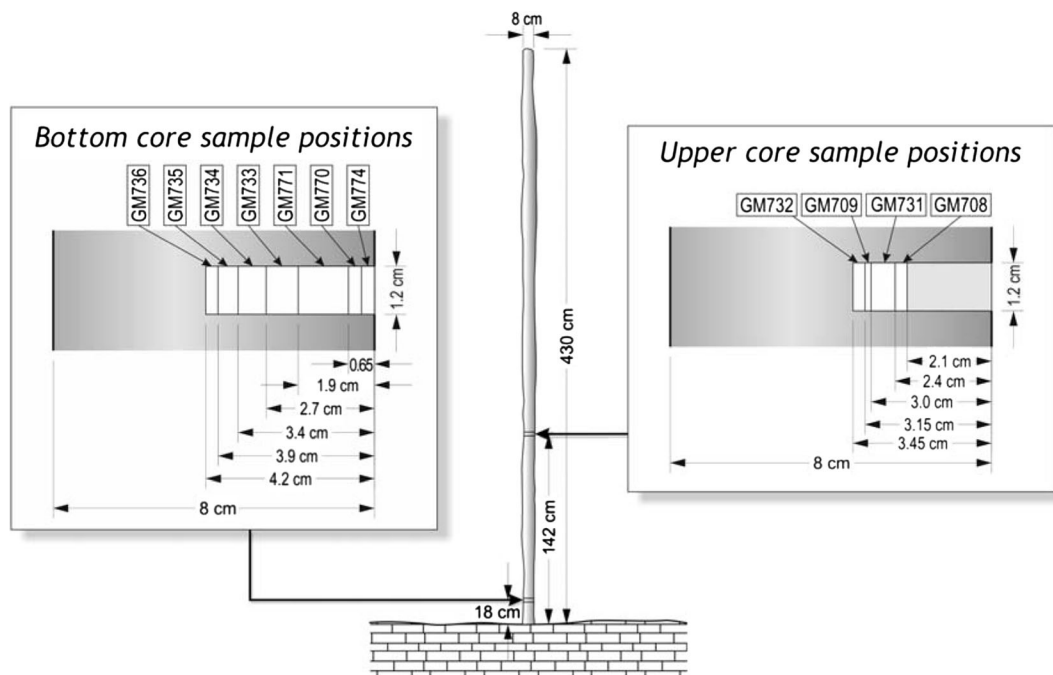 8 cm
Bottom core sample positions
GM736
GM735
GM734
GM733
GM771
GM770
GM774
1.2 cm
0.65
1.9 cm
2.7 cm
3.4 cm
3.9 cm
4.2 cm
8 cm
430 cm
142 cm
18 cm
Upper core sample positions
GM732 GM709 GM731 GM708
1.2 cm
2.1 cm
2.4 cm
3.0 cm
3.15 cm
3.45 cm
8 cm